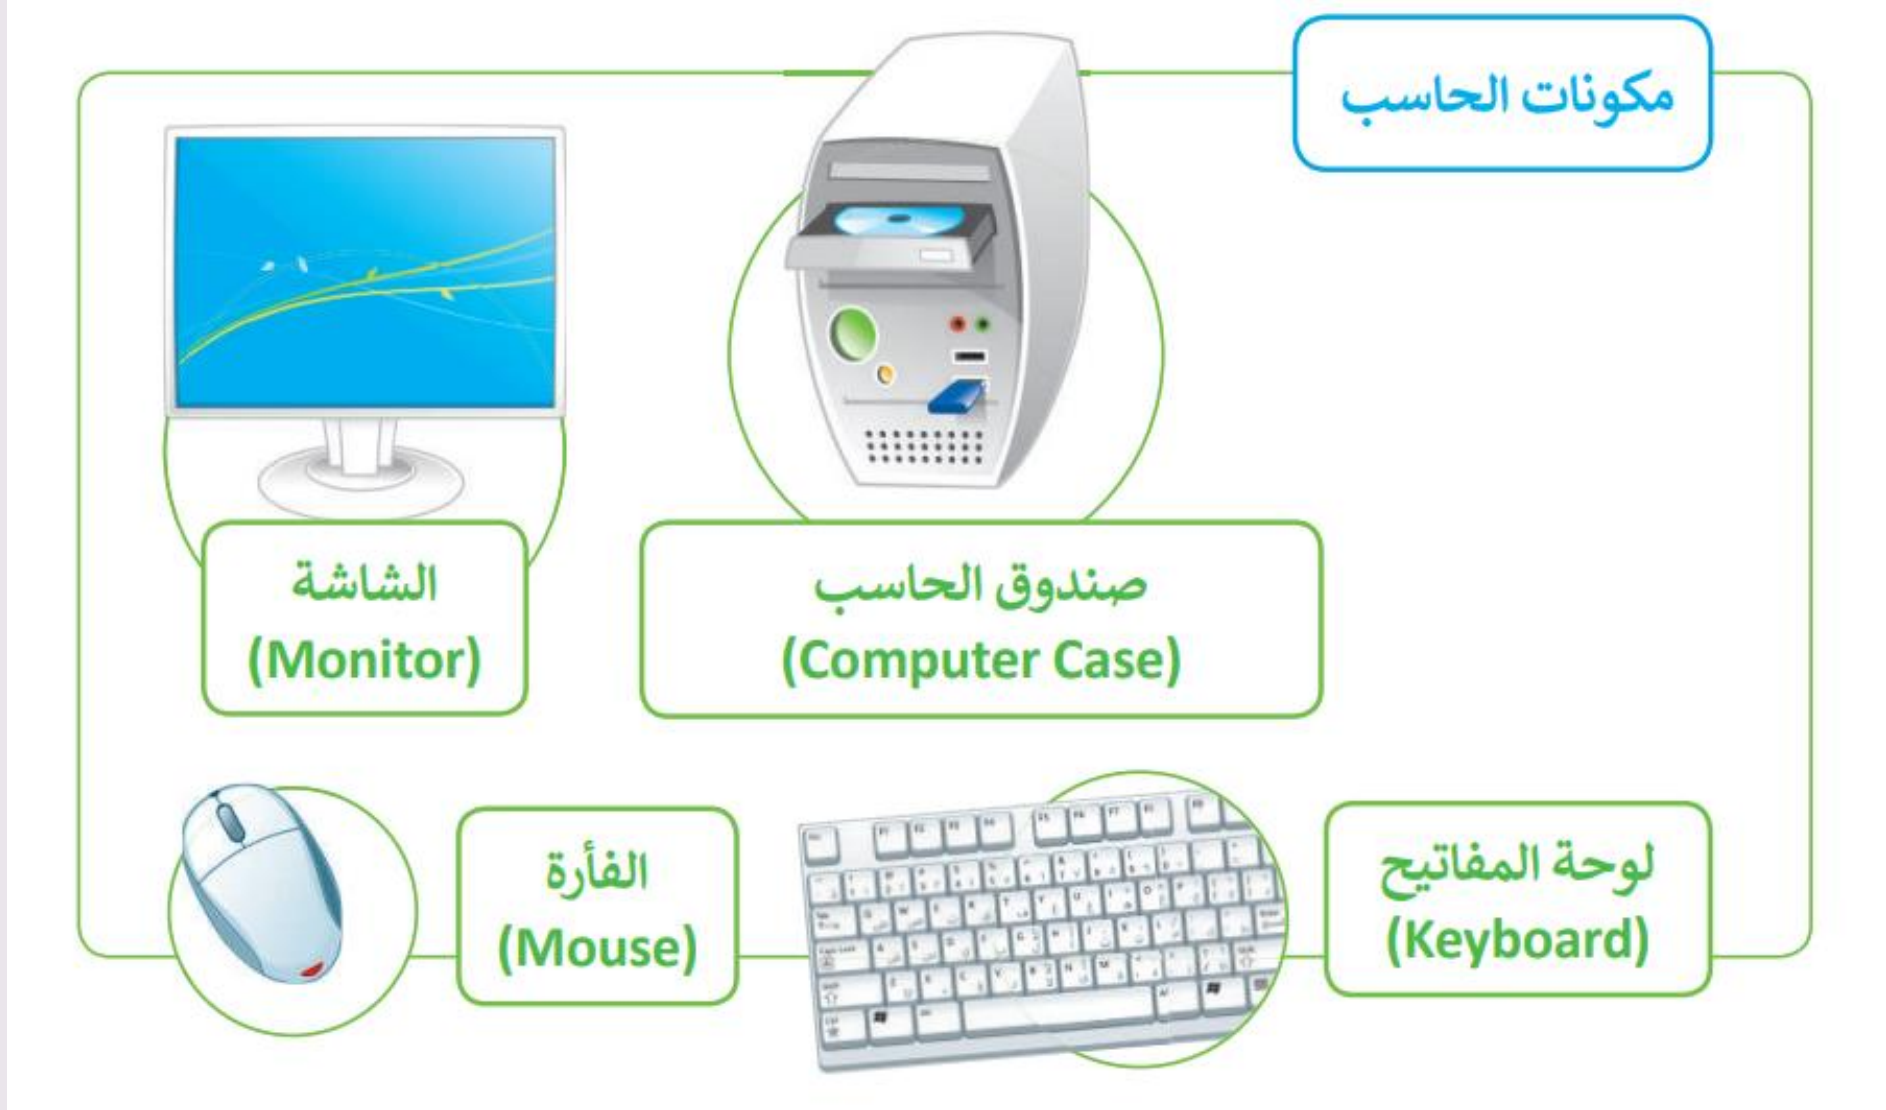 مكونات الحاسب
صندوق الحاسب
(Computer Case)
الشاشة
(Monitor)
لوحة المفاتيح
(Keyboard)
الفأرة
(Mouse)